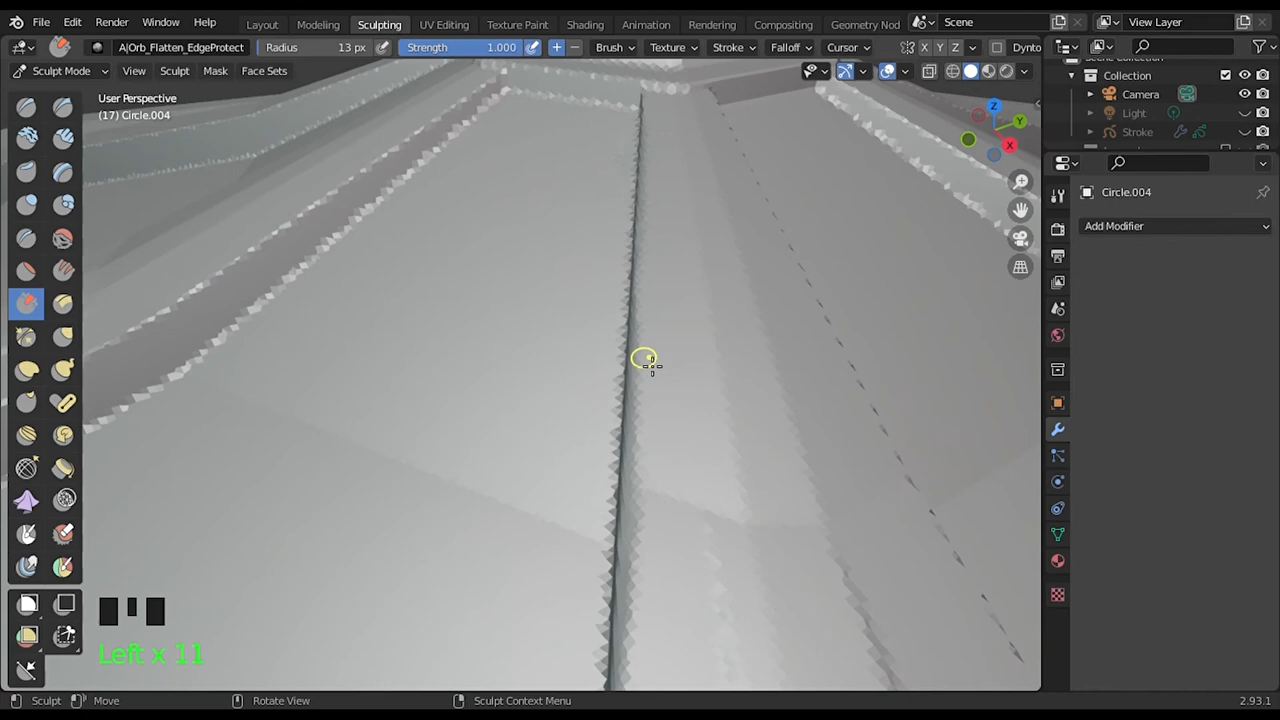 File Edit Render Window Help Layout Modeling Sculpting UV Editing Texture Paint Shading Animation Rendering Compositing Geometry Nod Scene View Layer
A|Orb_Flatten_EdgeProtect Radius 13 px Strength 1.000 Brush Texture Stroke Falloff Cursor X Y Z Dynto
Sculpt Mode View Sculpt Mask Face Sets
Collection
Camera
Light
Stroke
User Perspective
(17) Circle.004
Z
Y
X
Circle.004
Add Modifier
Left x 11
Sculpt Move Rotate View Sculpt Context Menu 2.93.1